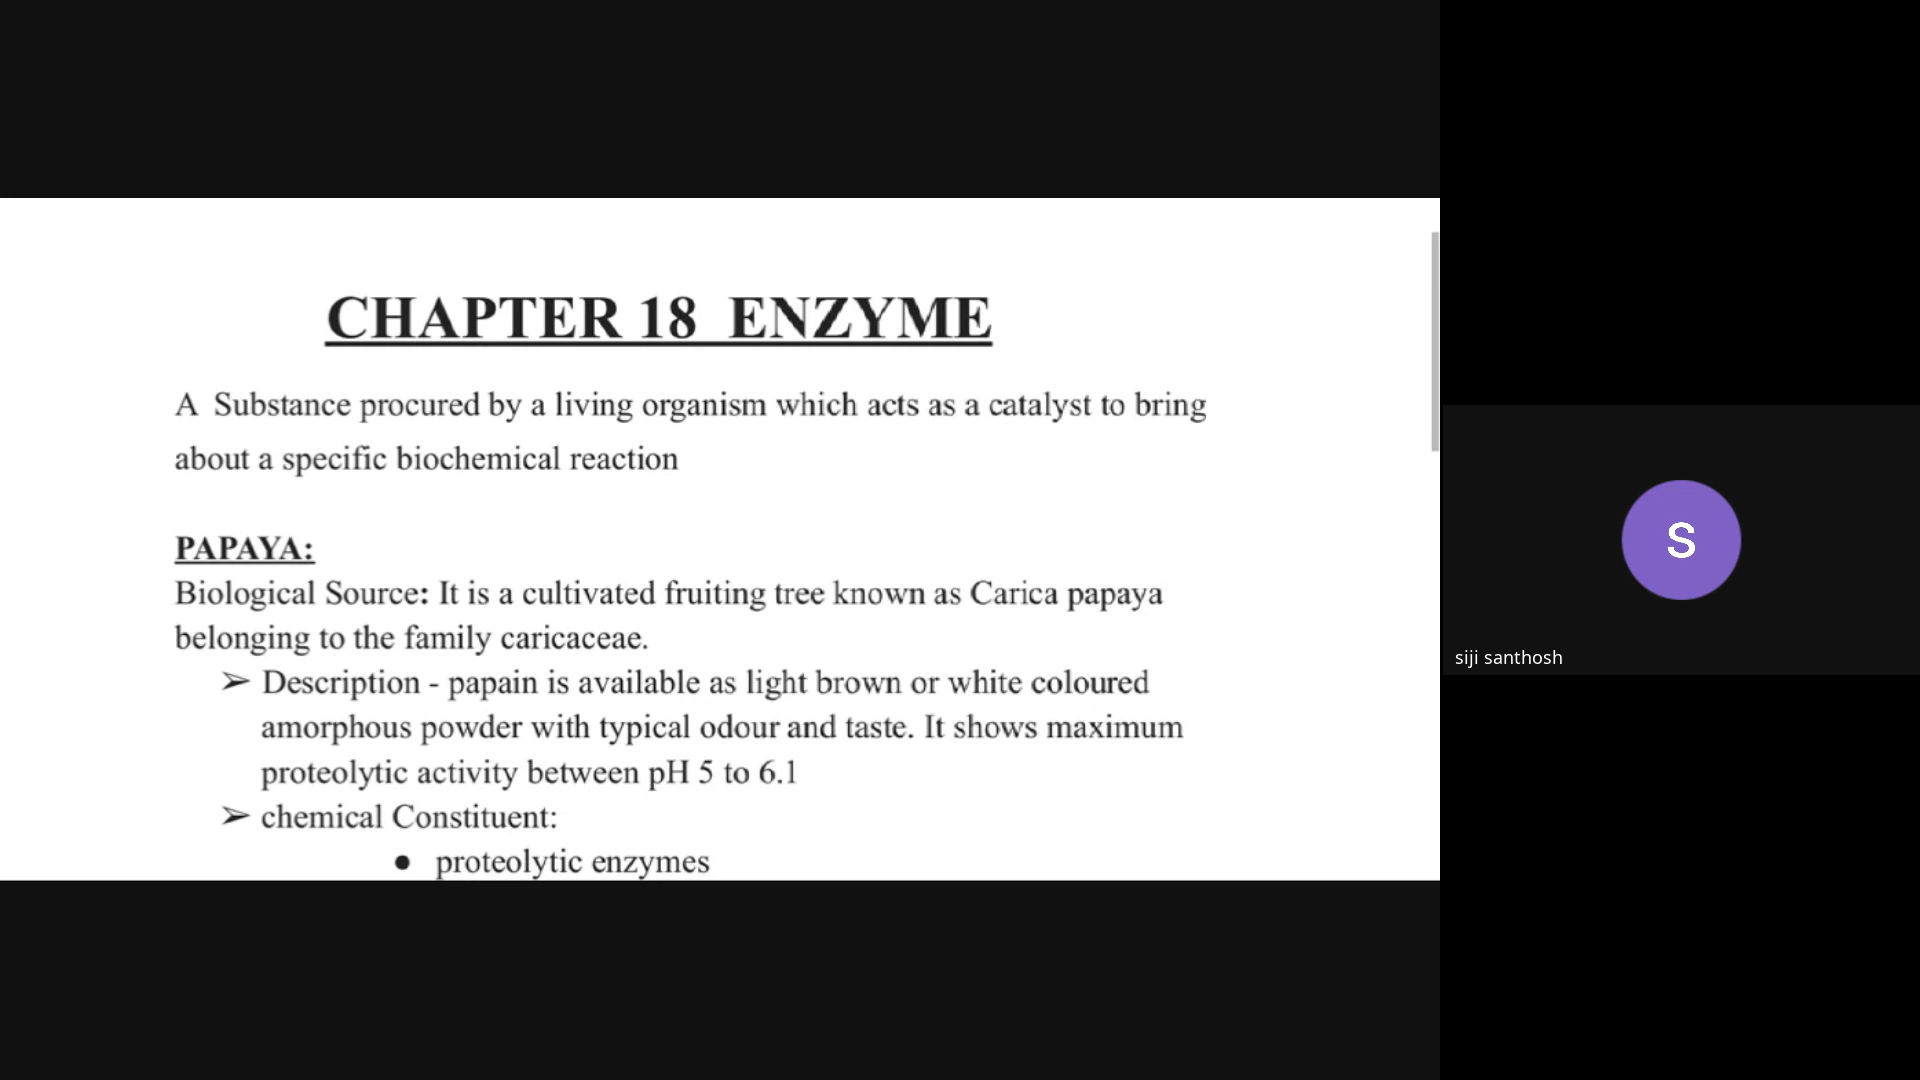 CHAPTER 18 ENZYME
A Substance procured by a living organism which acts as a catalyst to bring
about a specific biochemical reaction
PAPAYA:
Biological Source: It is a cultivated fruiting tree known as Carica papaya
belonging to the family caricaceae.
➢ Description - papain is available as light brown or white coloured
amorphous powder with typical odour and taste. It shows maximum
proteolytic activity between pH 5 to 6.1
➢ chemical Constituent:
● proteolytic enzymes
S
siji santhosh